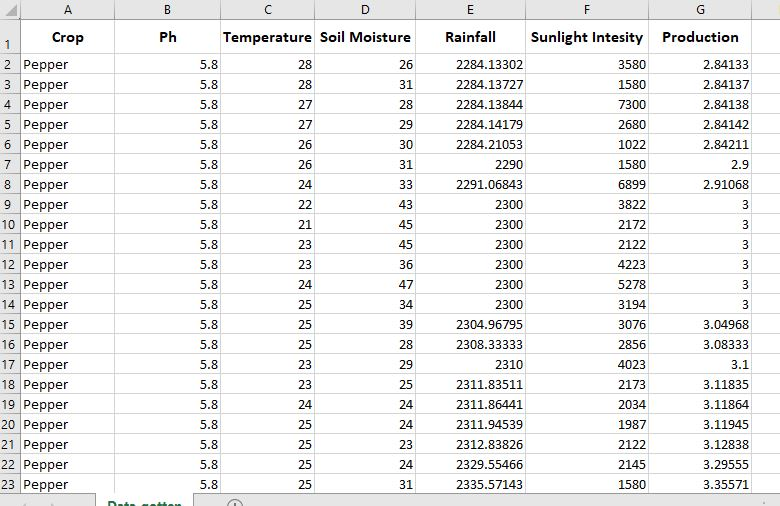 A B C D E F G
1 Crop Ph Temperature Soil Moisture Rainfall Sunlight Intesity Production
2 Pepper 5.8 28 26 2284.13302 3580 2.84133
3 Pepper 5.8 28 31 2284.13727 1580 2.84137
4 Pepper 5.8 27 28 2284.13844 7300 2.84138
5 Pepper 5.8 27 29 2284.14179 2680 2.84142
6 Pepper 5.8 26 30 2284.21053 1022 2.84211
7 Pepper 5.8 26 31 2290 1580 2.9
8 Pepper 5.8 24 33 2291.06843 6899 2.91068
9 Pepper 5.8 22 43 2300 3822 3
10 Pepper 5.8 21 45 2300 2172 3
11 Pepper 5.8 23 45 2300 2122 3
12 Pepper 5.8 23 36 2300 4223 3
13 Pepper 5.8 24 47 2300 5278 3
14 Pepper 5.8 25 34 2300 3194 3
15 Pepper 5.8 25 39 2304.96795 3076 3.04968
16 Pepper 5.8 25 28 2308.33333 2856 3.08333
17 Pepper 5.8 23 29 2310 4023 3.1
18 Pepper 5.8 23 25 2311.83511 2173 3.11835
19 Pepper 5.8 24 24 2311.86441 2034 3.11864
20 Pepper 5.8 25 24 2311.94539 1987 3.11945
21 Pepper 5.8 25 23 2312.83826 2122 3.12838
22 Pepper 5.8 25 24 2329.55466 2145 3.29555
23 Pepper 5.8 25 31 2335.57143 1580 3.35571